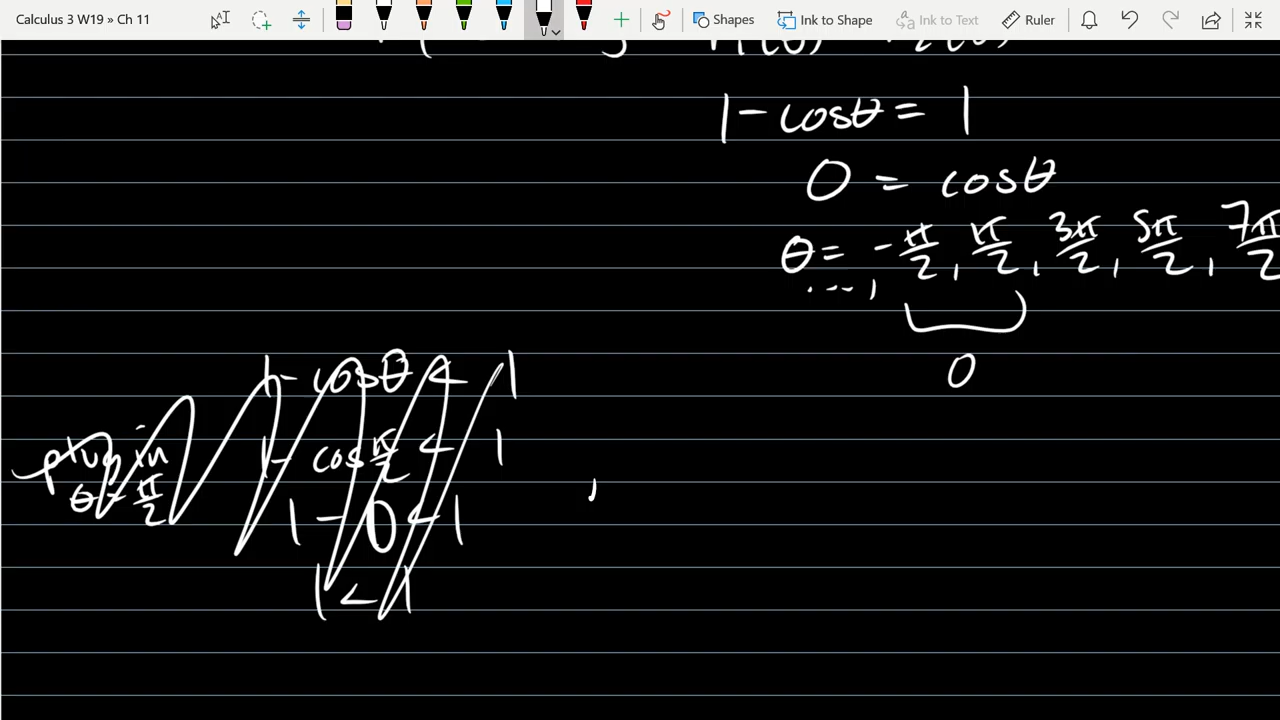 Calculus 3 W19 » Ch 11
Shapes
Ink to Shape
Ink to Text
Ruler
r₁(θ) r₂(θ)
1 - cosθ = 1
0 = cosθ
θ = ..., -π/2, π/2, 3π/2, 5π/2, 7π/2
0
1 - cosθ < 1
plug in θ = π/2
1 - cos π/2 < 1
1 - 0 < 1
1 < 1